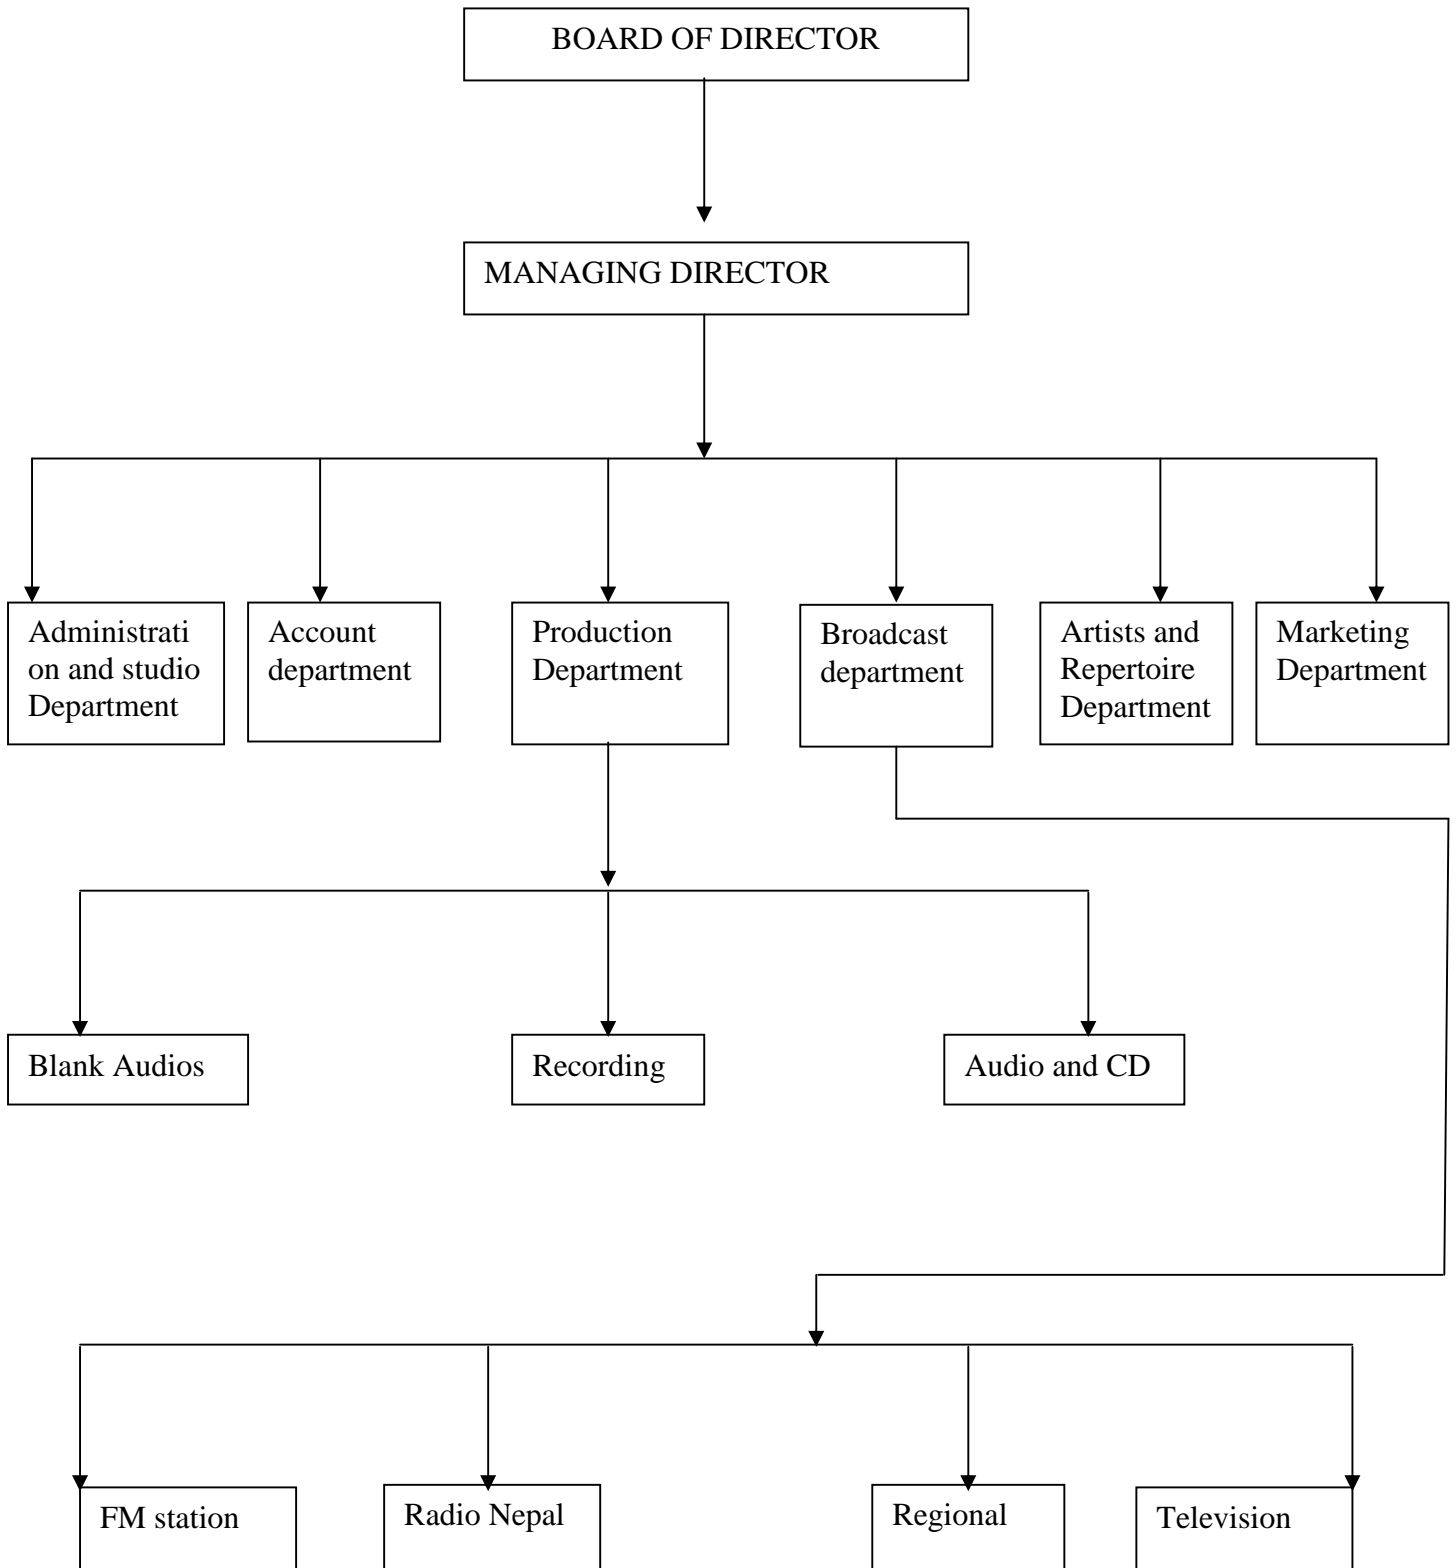 BOARD OF DIRECTOR
MANAGING DIRECTOR
Administrati
on and studio
Department
Account
department
Production
Department
Broadcast
department
Artists and
Repertoire
Department
Marketing
Department
Blank Audios
Recording
Audio and CD
FM station
Radio Nepal
Regional
Television